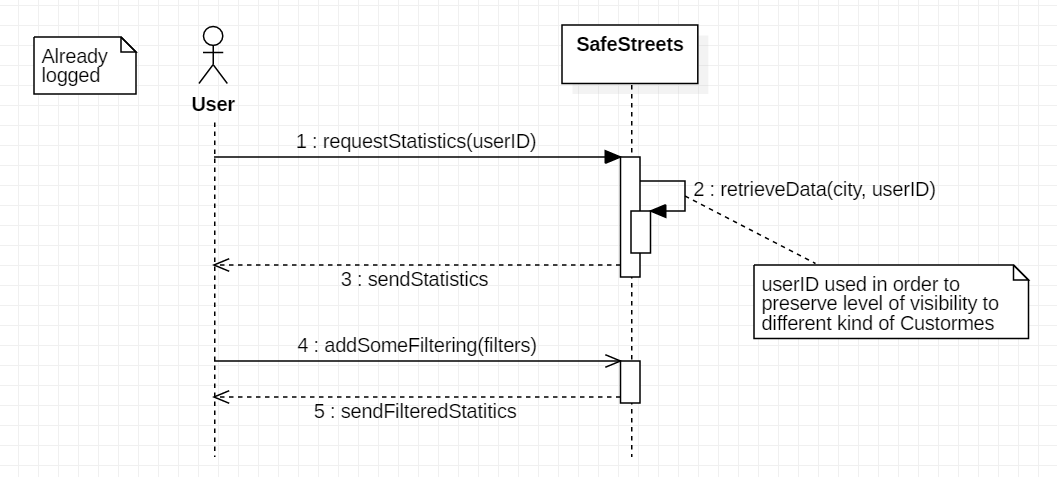 Already
logged
User
SafeStreets
1 : requestStatistics(userID)
2 : retrieveData(city, userID)
3 : sendStatistics
userID used in order to
preserve level of visibility to
different kind of Custormes
4 : addSomeFiltering(filters)
5 : sendFilteredStatitics